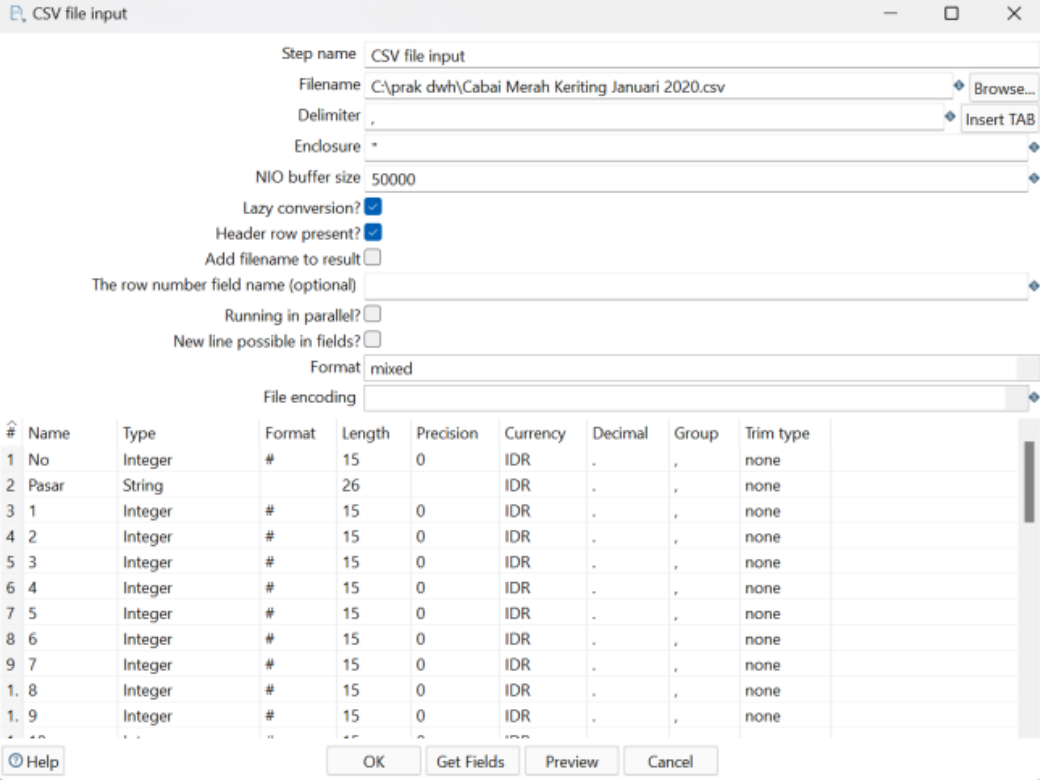 CSV file input
Step name CSV file input
Filename C:\prak dwh\Cabai Merah Keriting Januari 2020.csv Browse...
Delimiter , Insert TAB
Enclosure "
NIO buffer size 50000
Lazy conversion?
Header row present?
Add filename to result
The row number field name (optional)
Running in parallel?
New line possible in fields?
Format mixed
File encoding
# Name Type Format Length Precision Currency Decimal Group Trim type
1 No Integer # 15 0 IDR . , none
2 Pasar String 26 IDR . , none
3 1 Integer # 15 0 IDR . , none
4 2 Integer # 15 0 IDR . , none
5 3 Integer # 15 0 IDR . , none
6 4 Integer # 15 0 IDR . , none
7 5 Integer # 15 0 IDR . , none
8 6 Integer # 15 0 IDR . , none
9 7 Integer # 15 0 IDR . , none
1. 8 Integer # 15 0 IDR . , none
1. 9 Integer # 15 0 IDR . , none
Help OK Get Fields Preview Cancel